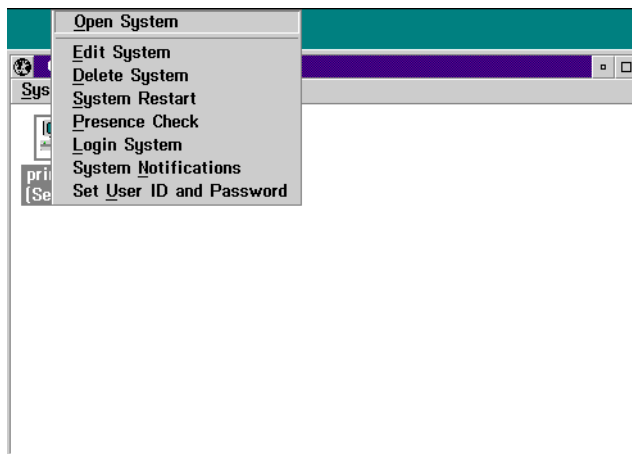 Open System
Edit System
Delete System
System Restart
Presence Check
Login System
System Notifications
Set User ID and Password
Sys
pri
(Se